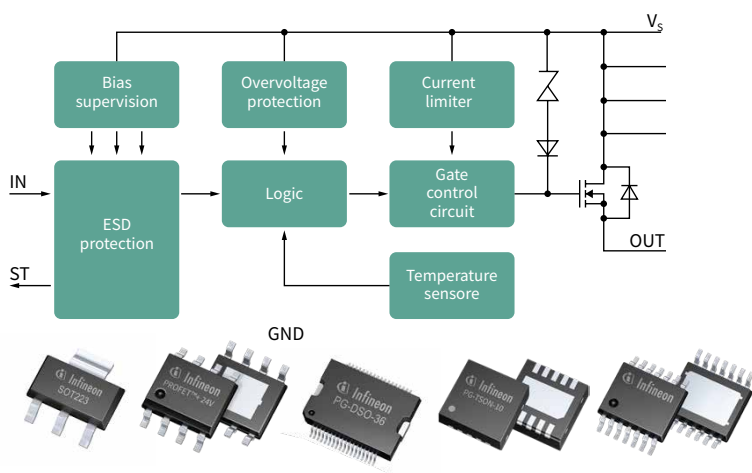 Vs
Bias
supervision
Overvoltage
protection
Current
limiter
IN
ESD
protection
Logic
Gate
control
circuit
OUT
ST
Temperature
sensore
GND
Infineon
SOT223
Infineon
PROFET™+ 24V
Infineon
PG-DSO-36
Infineon
PG-TSON-10
Infineon